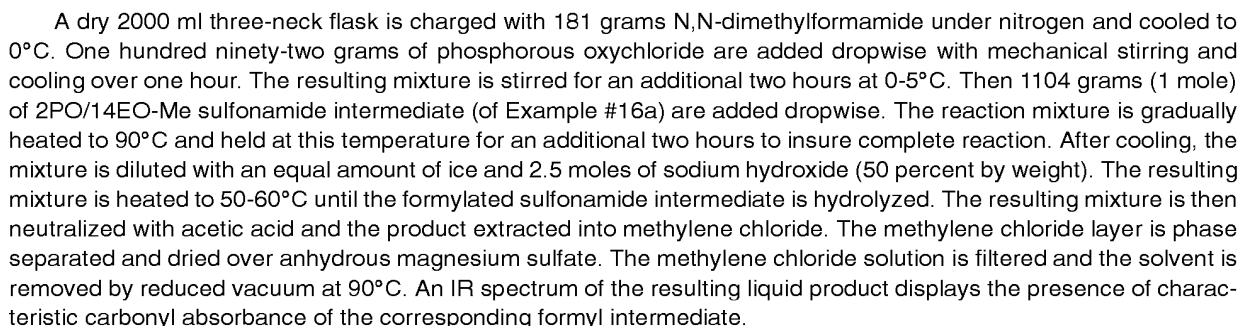 A dry 2000 ml three-neck flask is charged with 181 grams N,N-dimethylformamide under nitrogen and cooled to
0°C. One hundred ninety-two grams of phosphorous oxychloride are added dropwise with mechanical stirring and
cooling over one hour. The resulting mixture is stirred for an additional two hours at 0-5°C. Then 1104 grams (1 mole)
of 2PO/14EO-Me sulfonamide intermediate (of Example #16a) are added dropwise. The reaction mixture is gradually
heated to 90°C and held at this temperature for an additional two hours to insure complete reaction. After cooling, the
mixture is diluted with an equal amount of ice and 2.5 moles of sodium hydroxide (50 percent by weight). The resulting
mixture is heated to 50-60°C until the formylated sulfonamide intermediate is hydrolyzed. The resulting mixture is then
neutralized with acetic acid and the product extracted into methylene chloride. The methylene chloride layer is phase
separated and dried over anhydrous magnesium sulfate. The methylene chloride solution is filtered and the solvent is
removed by reduced vacuum at 90°C. An IR spectrum of the resulting liquid product displays the presence of charac-
teristic carbonyl absorbance of the corresponding formyl intermediate.